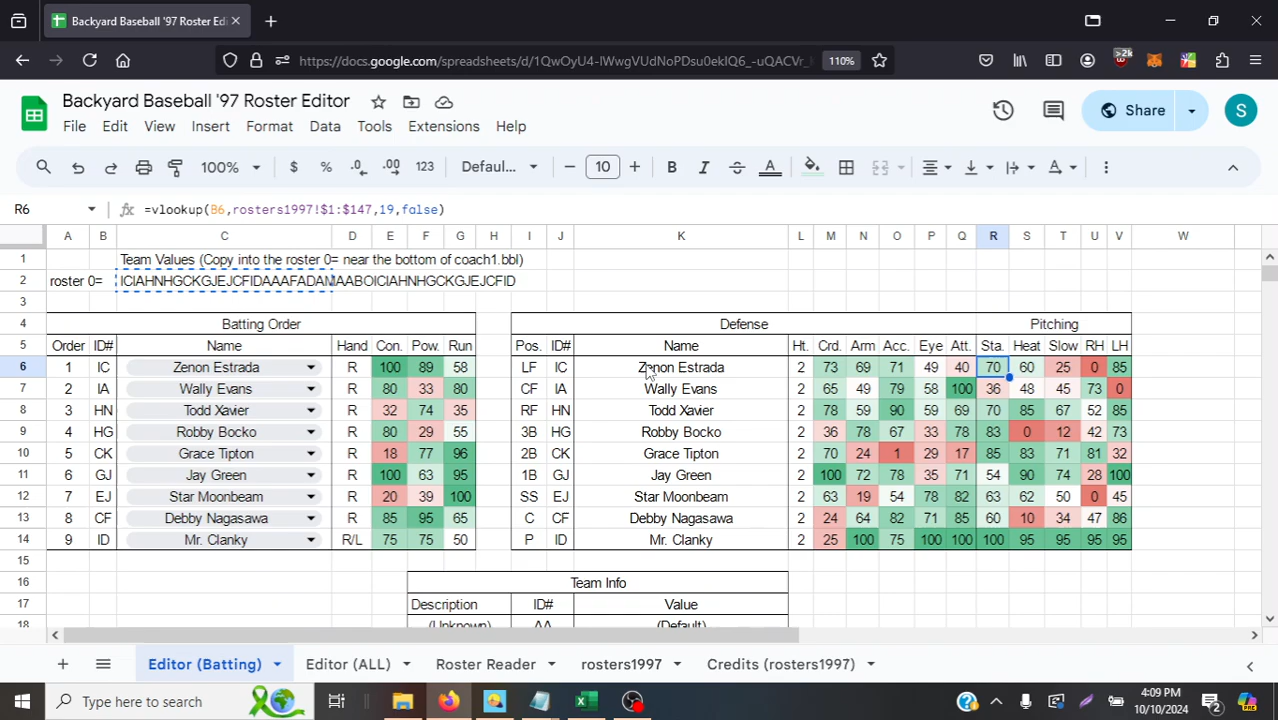 Backyard Baseball '97 Roster Edi
https://docs.google.com/spreadsheets/d/1QwOyU4-IWwgVUdNoPDsu0ekIQ6_-uQACVr_ 110% >2k
Backyard Baseball '97 Roster Editor
File Edit View Insert Format Data Tools Extensions Help Share S
100% $ % .0 .00 123 Defaul... 10 B I A A
R6 fx =vlookup(B6,rosters1997!$1:$147,19,false)
A B C D E F G H I J K L M N O P Q R S T U V W
1 Team Values (Copy into the roster 0= near the bottom of coach1.bbl)
2 roster 0= ICIAHNHGCKGJEJCFIDAAAFADAMAABOICIAHNHGCKGJEJCFID
3
4 Batting Order Defense Pitching
5 Order ID# Name Hand Con. Pow. Run Pos. ID# Name Ht. Crd. Arm Acc. Eye Att. Sta. Heat Slow RH LH
6 1 IC Zenon Estrada R 100 89 58 LF IC Zenon Estrada 2 73 69 71 49 40 70 60 25 0 85
7 2 IA Wally Evans R 80 33 80 CF IA Wally Evans 2 65 49 79 58 100 36 48 45 73 0
8 3 HN Todd Xavier R 32 74 35 RF HN Todd Xavier 2 78 59 90 59 69 70 85 67 52 85
9 4 HG Robby Bocko R 80 29 55 3B HG Robby Bocko 2 36 78 67 33 78 83 0 12 42 73
10 5 CK Grace Tipton R 18 77 96 2B CK Grace Tipton 2 70 24 1 29 17 85 83 71 81 32
11 6 GJ Jay Green R 100 63 95 1B GJ Jay Green 2 100 72 78 35 71 54 90 74 28 100
12 7 EJ Star Moonbeam R 20 39 100 SS EJ Star Moonbeam 2 63 19 54 78 82 63 62 50 0 45
13 8 CF Debby Nagasawa R 85 95 65 C CF Debby Nagasawa 2 24 64 82 71 85 60 10 34 47 86
14 9 ID Mr. Clanky R/L 75 75 50 P ID Mr. Clanky 2 25 100 75 100 100 100 95 95 95 95
15
16 Team Info
17 Description ID# Value
18 (Unknown) AA (Default)
Editor (Batting) Editor (ALL) Roster Reader rosters1997 Credits (rosters1997)
Type here to search
4:09 PM
10/10/2024 2